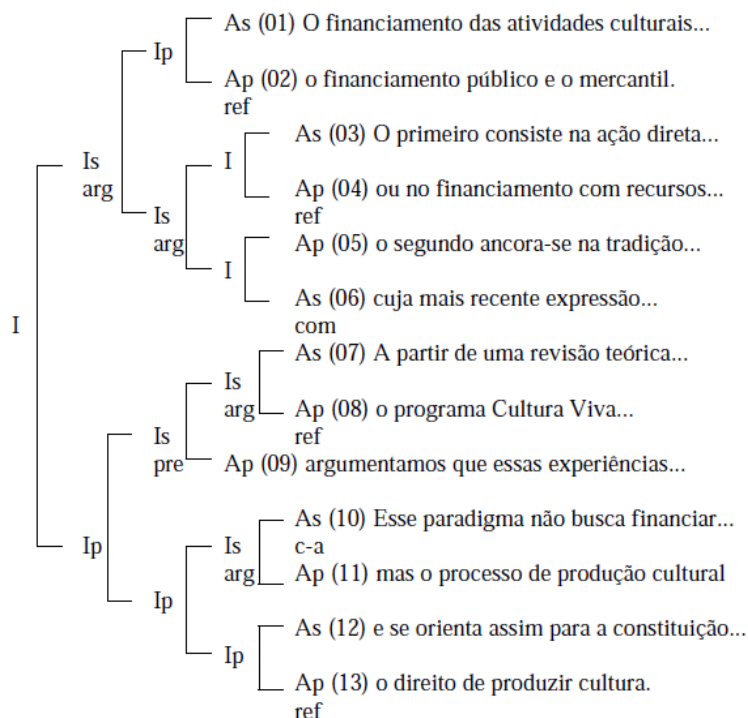 As (01) O financiamento das atividades culturais...
Ip
Ap (02) o financiamento público e o mercantil.
ref
As (03) O primeiro consiste na ação direta...
Is
arg
I
Ap (04) ou no financiamento com recursos...
ref
Is
arg
Ap (05) o segundo ancora-se na tradição...
I
As (06) cuja mais recente expressão...
com
I
As (07) A partir de uma revisão teórica...
Is
arg
Ap (08) o programa Cultura Viva...
ref
Is
pre
Ap (09) argumentamos que essas experiências...
As (10) Esse paradigma não busca financiar...
c-a
Ip
Is
arg
Ap (11) mas o processo de produção cultural
Ip
As (12) e se orienta assim para a constituição...
Ip
Ap (13) o direito de produzir cultura.
ref